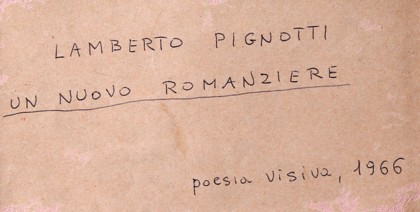 LAMBERTO PIGNOTTI
UN NUOVO ROMANZIERE
poesia visiva, 1966